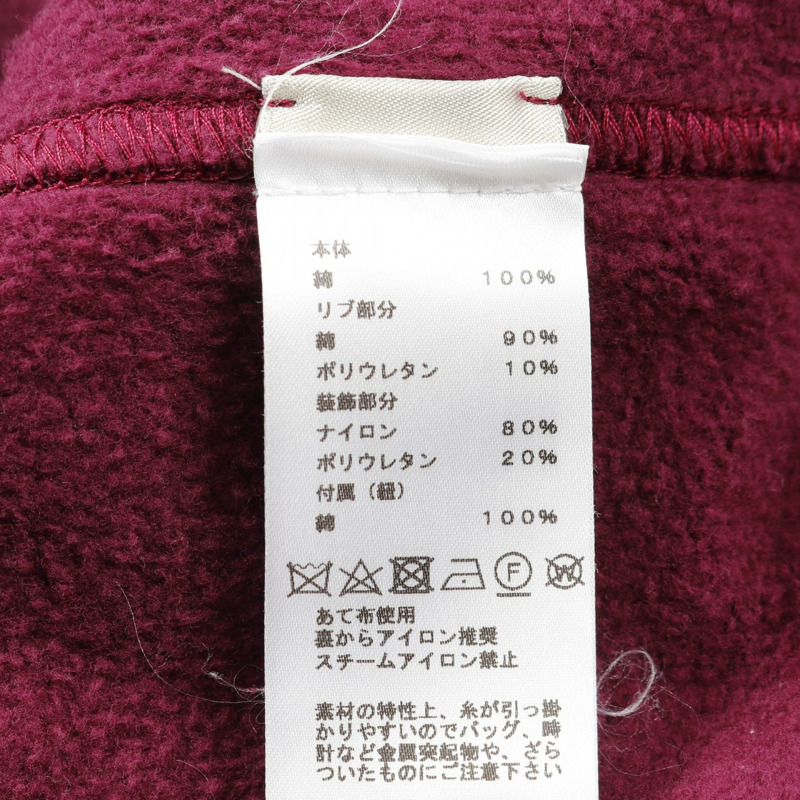 本体
綿 100%
リブ部分
綿 90%
ポリウレタン 10%
装飾部分
ナイロン 80%
ポリウレタン 20%
付属（紐）
綿 100%
F W
あて布使用
裏からアイロン推奨
スチームアイロン禁止
素材の特性上、糸が引っ掛
かりやすいのでバッグ、時
計など金属突起物や、ざら
ついたものにご注意下さい